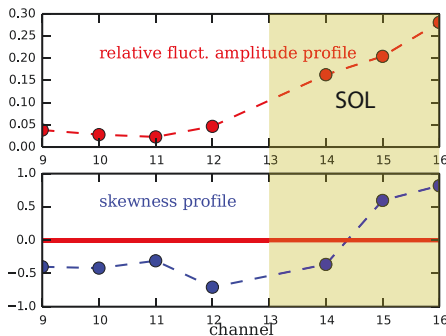 0.30
0.25
0.20
0.15
0.10
0.05
0.00
relative fluct. amplitude profile
SOL
9 10 11 12 13 14 15 16
1.0
0.5
0.0
−0.5
−1.0
skewness profile
9 10 11 12 13 14 15 16
channel